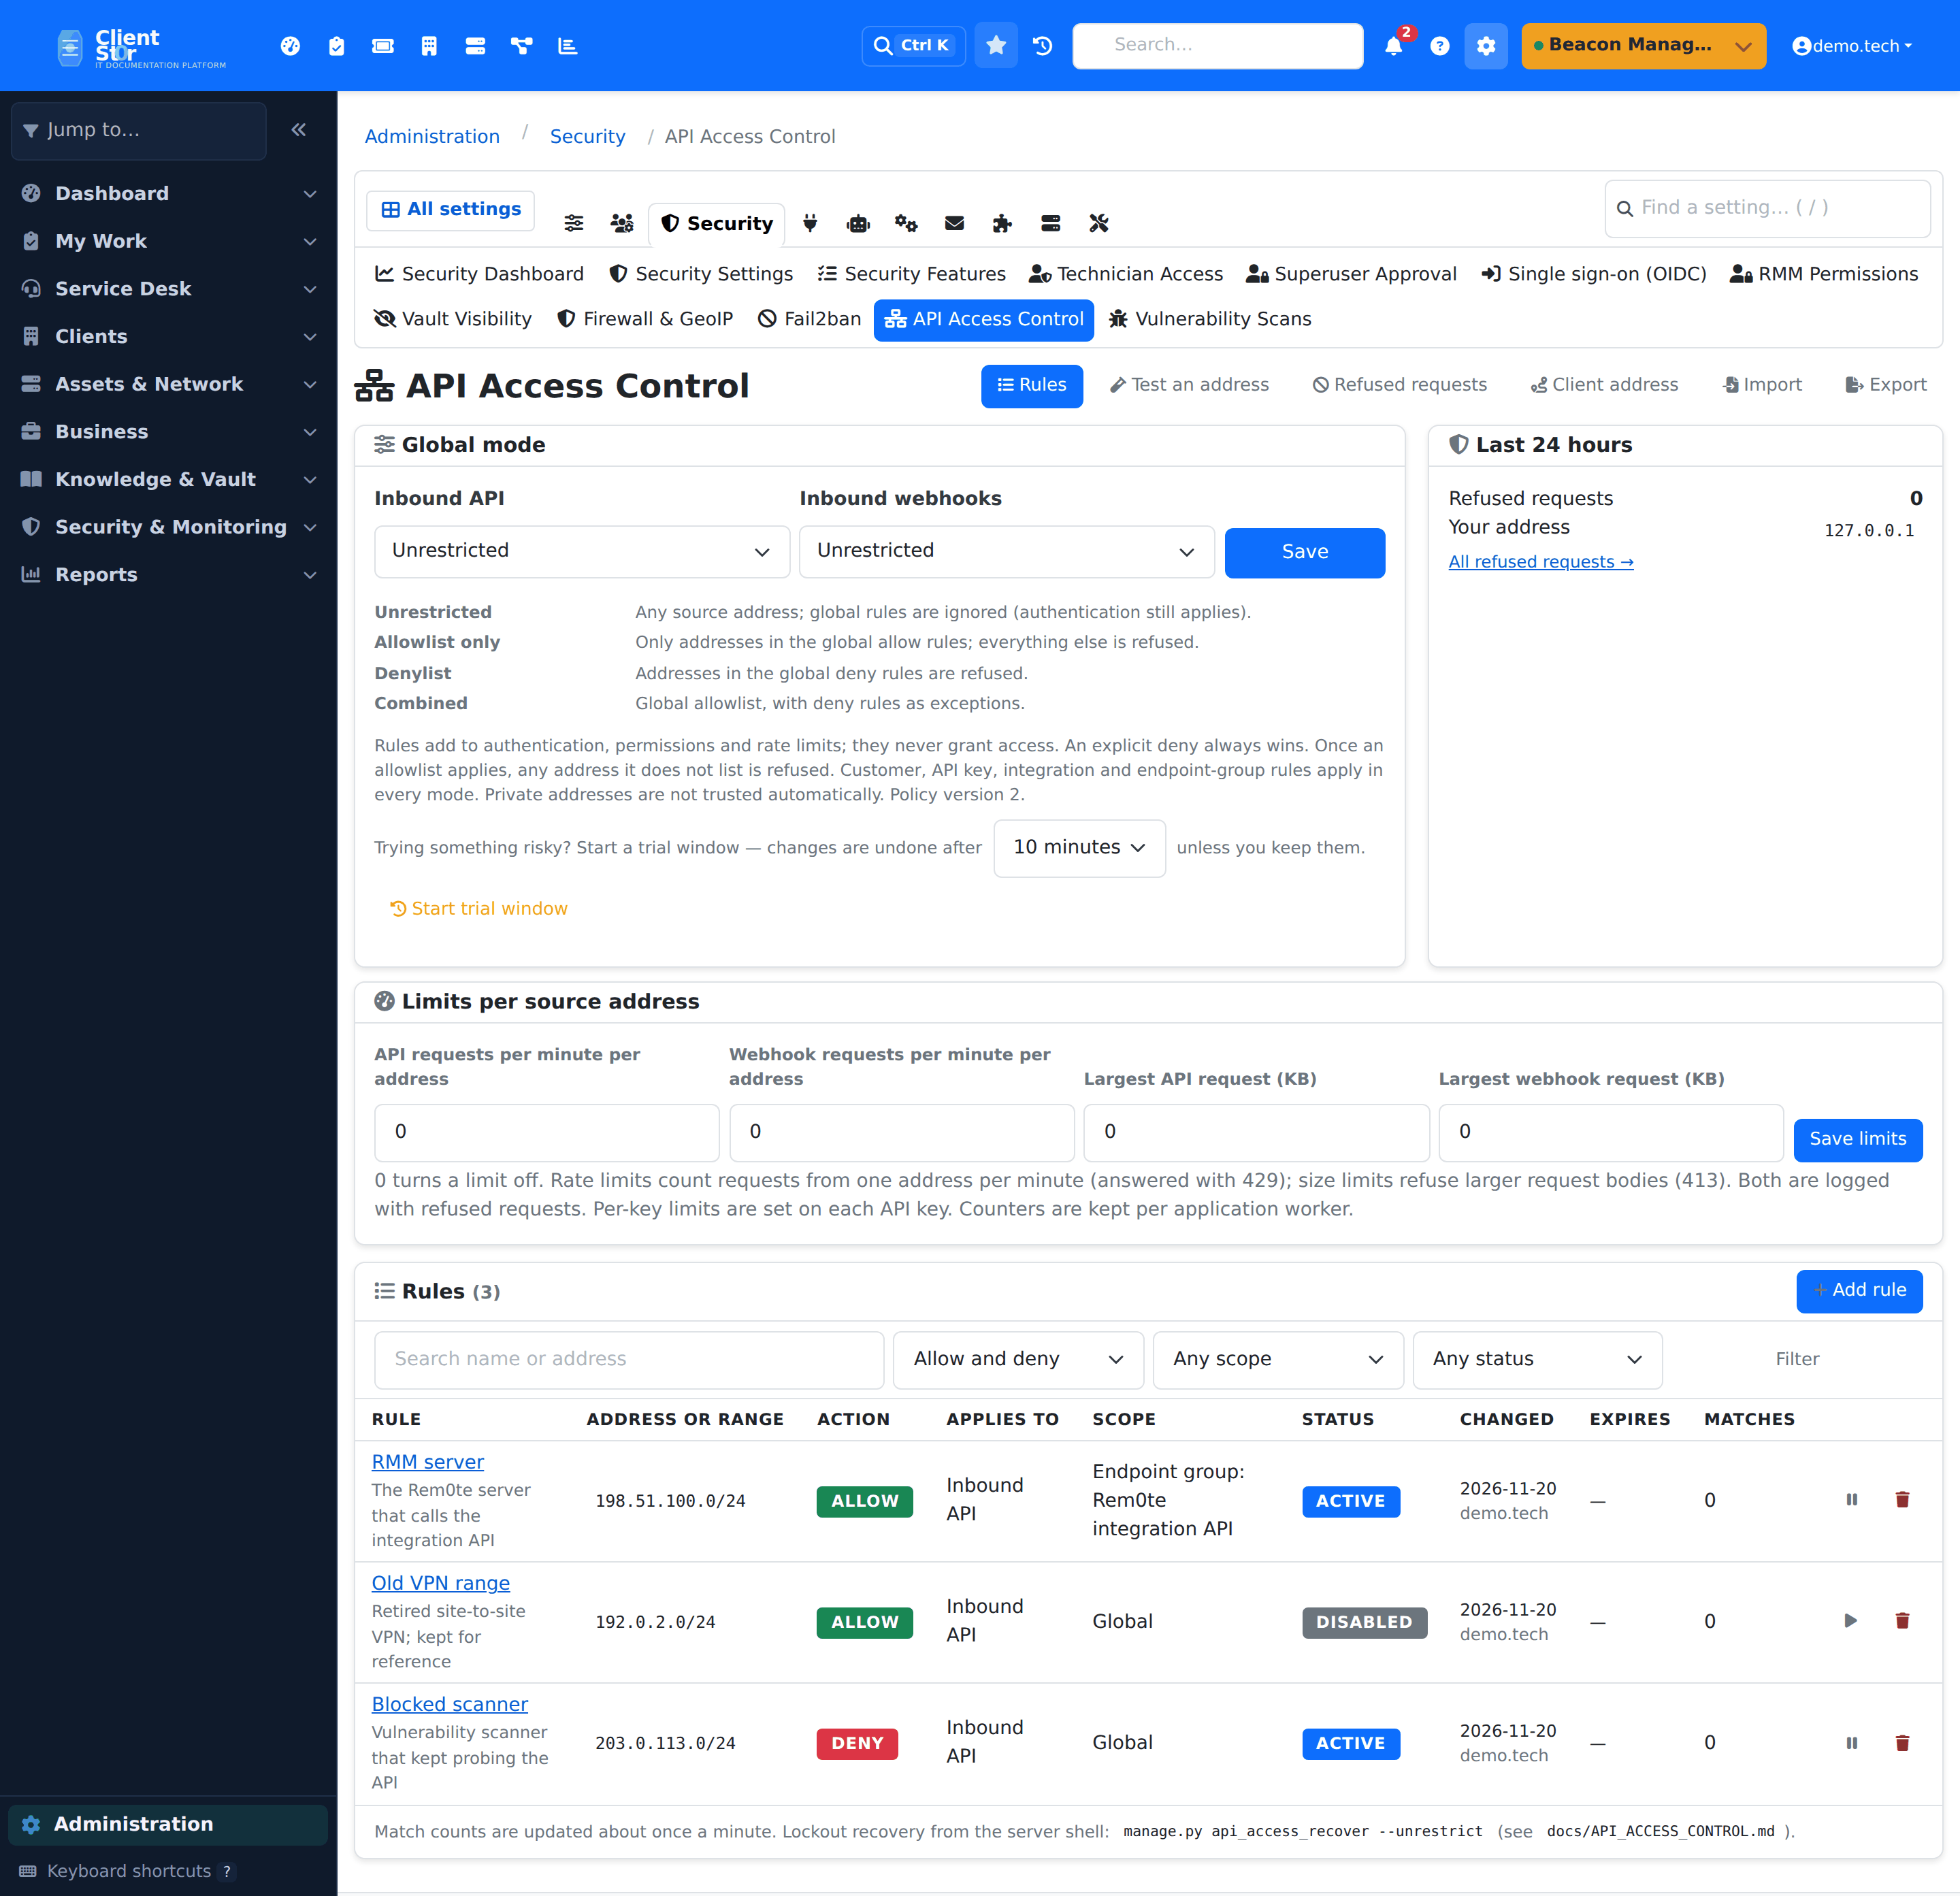 Client
St0r
IT DOCUMENTATION PLATFORM
Ctrl K
Search...
2
Beacon Manag...
demo.tech
Jump to...
Dashboard
My Work
Service Desk
Clients
Assets & Network
Business
Knowledge & Vault
Security & Monitoring
Reports
Administration
Keyboard shortcuts ?
Administration / Security / API Access Control
All settings
Security
Find a setting... ( / )
Security Dashboard Security Settings Security Features Technician Access Superuser Approval Single sign-on (OIDC) RMM Permissions
Vault Visibility Firewall & GeoIP Fail2ban API Access Control Vulnerability Scans
API Access Control
Rules Test an address Refused requests Client address Import Export
Global mode
Inbound API Inbound webhooks
Unrestricted Unrestricted Save
Unrestricted Any source address; global rules are ignored (authentication still applies).
Allowlist only Only addresses in the global allow rules; everything else is refused.
Denylist Addresses in the global deny rules are refused.
Combined Global allowlist, with deny rules as exceptions.
Rules add to authentication, permissions and rate limits; they never grant access. An explicit deny always wins. Once an
allowlist applies, any address it does not list is refused. Customer, API key, integration and endpoint-group rules apply in
every mode. Private addresses are not trusted automatically. Policy version 2.
Trying something risky? Start a trial window — changes are undone after 10 minutes unless you keep them.
Start trial window
Last 24 hours
Refused requests 0
Your address 127.0.0.1
All refused requests →
Limits per source address
API requests per minute per
address
Webhook requests per minute per
address
Largest API request (KB)
Largest webhook request (KB)
0 0 0 0 Save limits
0 turns a limit off. Rate limits count requests from one address per minute (answered with 429); size limits refuse larger request bodies (413). Both are logged
with refused requests. Per-key limits are set on each API key. Counters are kept per application worker.
Rules (3)
+ Add rule
Search name or address Allow and deny Any scope Any status Filter
RULE ADDRESS OR RANGE ACTION APPLIES TO SCOPE STATUS CHANGED EXPIRES MATCHES
RMM server
The Rem0te server
that calls the
integration API
198.51.100.0/24
ALLOW
Inbound
API
Endpoint group:
Rem0te
integration API
ACTIVE
2026-11-20
demo.tech
—
0
Old VPN range
Retired site-to-site
VPN; kept for
reference
192.0.2.0/24
ALLOW
Inbound
API
Global
DISABLED
2026-11-20
demo.tech
—
0
Blocked scanner
Vulnerability scanner
that kept probing the
API
203.0.113.0/24
DENY
Inbound
API
Global
ACTIVE
2026-11-20
demo.tech
—
0
Match counts are updated about once a minute. Lockout recovery from the server shell: manage.py api_access_recover --unrestrict (see docs/API_ACCESS_CONTROL.md ).